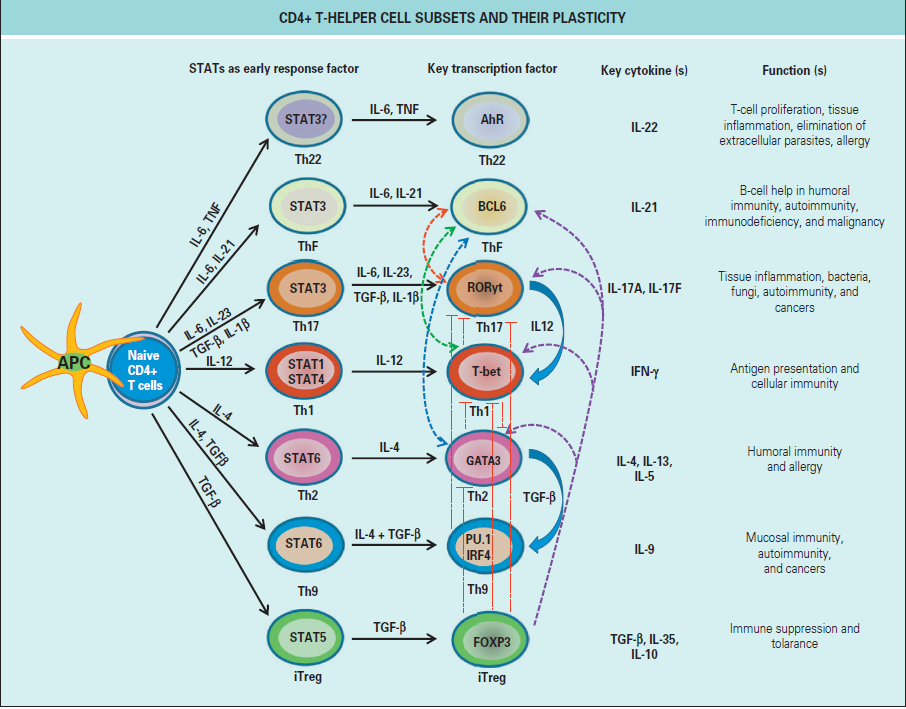 CD4+ T-HELPER CELL SUBSETS AND THEIR PLASTICITY
STATs as early response factor
Key transcription factor
Key cytokine (s)
Function (s)
STAT3?
Th22
IL-6, TNF
AhR
Th22
IL-22
T-cell proliferation, tissue
inflammation, elimination of
extracellular parasites, allergy
IL-6, TNF
STAT3
ThF
IL-6, IL-21
BCL6
ThF
IL-21
B-cell help in humoral
immunity, autoimmunity,
immunodeficiency, and malignancy
IL-6, IL-21
STAT3
Th17
IL-6, IL-23,
TGF-β, IL-1β
RORyt
Th17
IL12
IL-17A, IL-17F
Tissue inflammation, bacteria,
fungi, autoimmunity, and
cancers
IL-6, IL-23
TGF-β, IL-1β
APC
Naive
CD4+
T cells
IL-12
STAT1
STAT4
Th1
IL-12
T-bet
Th1
IFN-γ
Antigen presentation and
cellular immunity
IL-4
STAT6
Th2
IL-4
GATA3
Th2
TGF-β
IL-4, IL-13,
IL-5
Humoral immunity
and allergy
IL-4, TGFβ
STAT6
Th9
IL-4 + TGF-β
PU.1
IRF4
Th9
IL-9
Mucosal immunity,
autoimmunity,
and cancers
TGF-β
STAT5
iTreg
TGF-β
FOXP3
iTreg
TGF-β, IL-35,
IL-10
Immune suppression and
tolarance